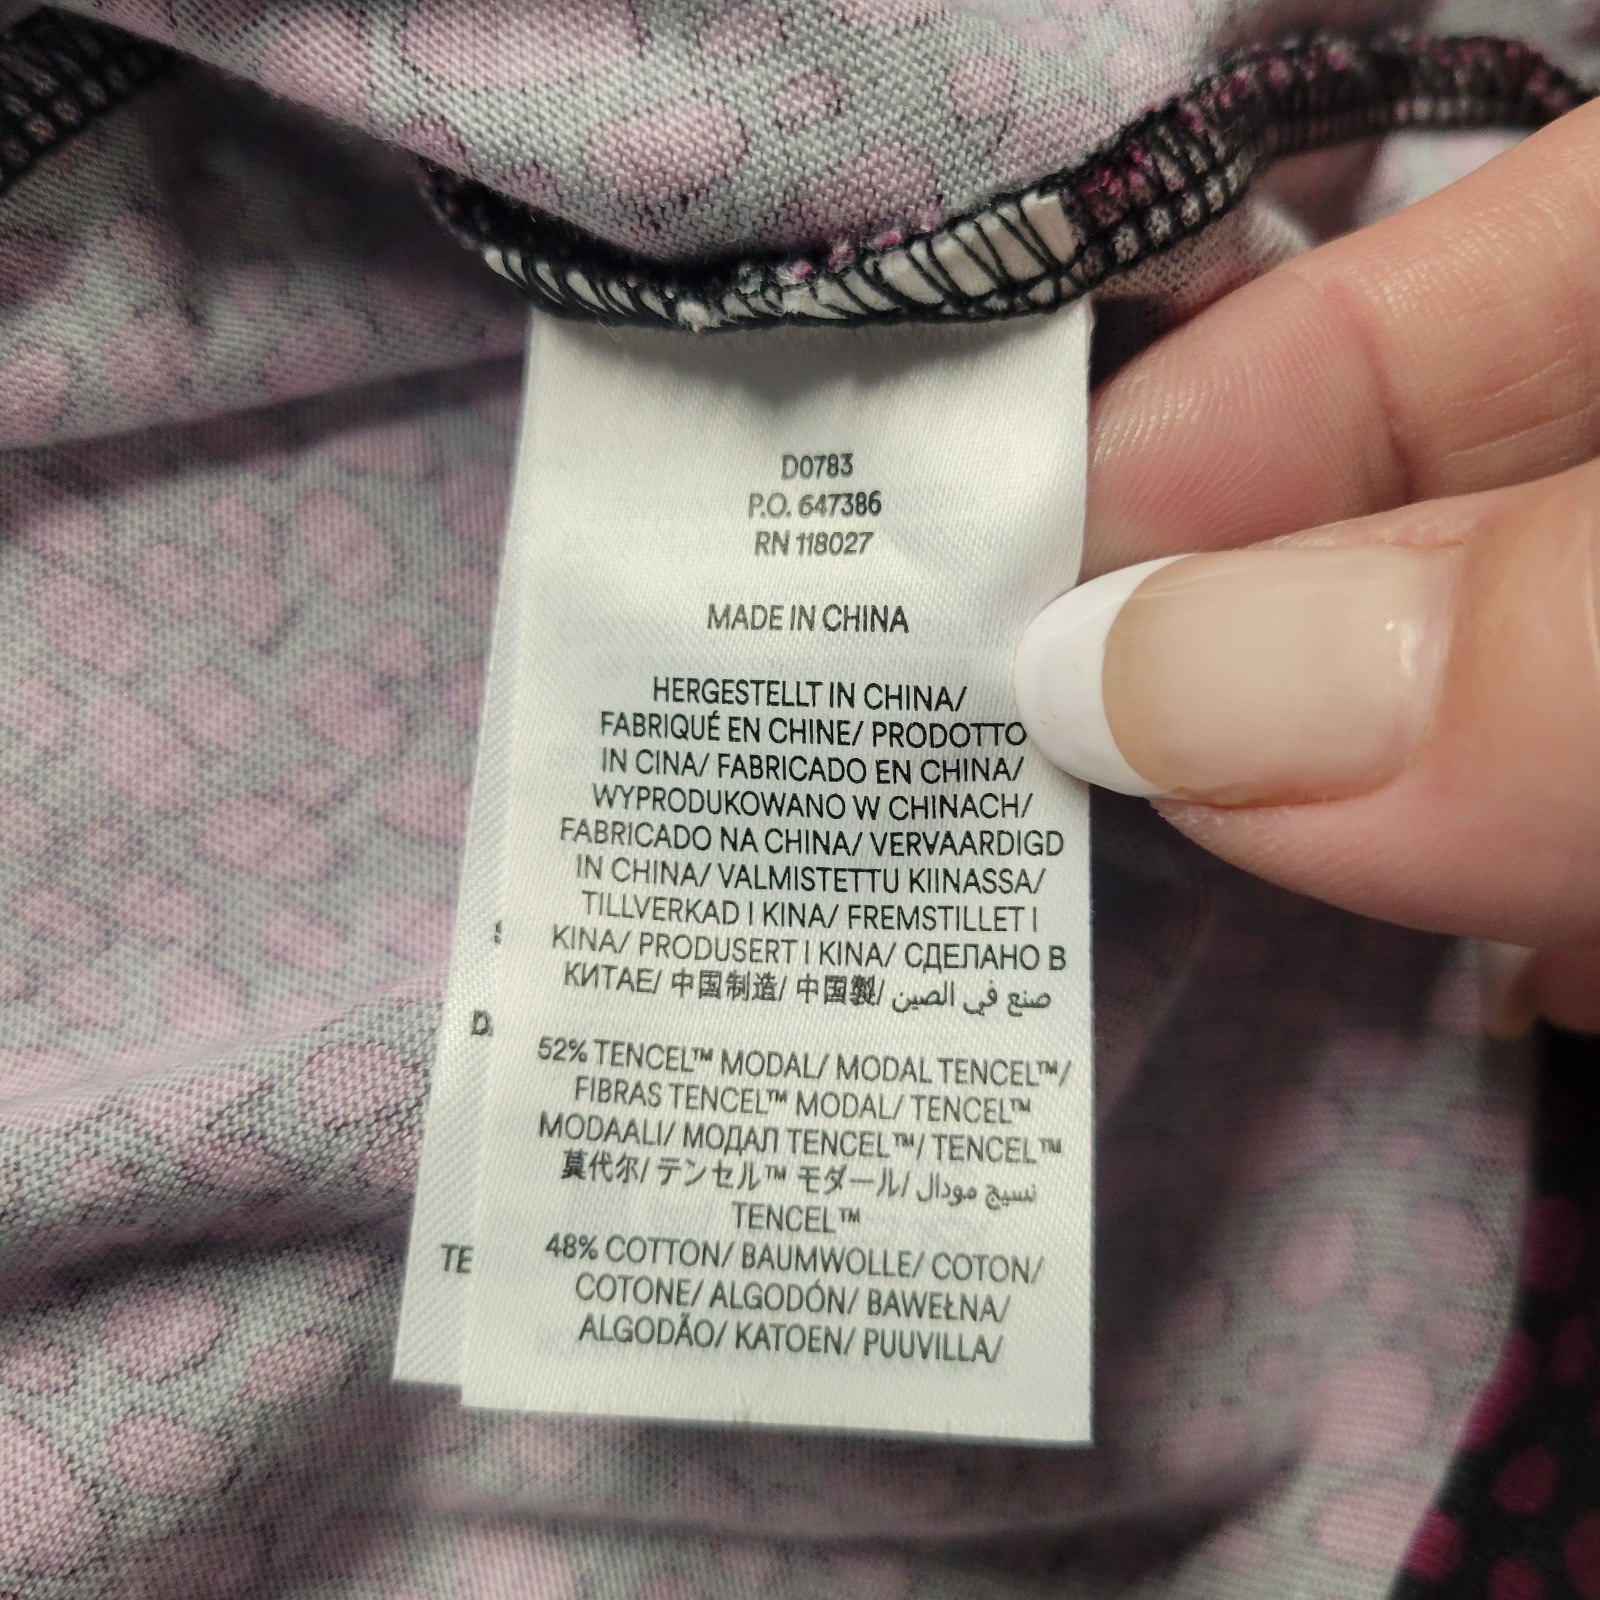 D0783
P.O. 647386
RN 118027
MADE IN CHINA
HERGESTELLT IN CHINA/
FABRIQUÉ EN CHINE/ PRODOTTO
IN CINA/ FABRICADO EN CHINA/
WYPRODUKOWANO W CHINACH/
FABRICADO NA CHINA/ VERVAARDIGD
IN CHINA/ VALMISTETTU KIINASSA/
TILLVERKAD I KINA/ FREMSTILLET I
KINA/ PRODUSERT I KINA/ СДЕЛАНО В
КИТАЕ/ 中国制造/ 中国製/ صنع في الصين
52% TENCEL™ MODAL/ MODAL TENCEL™/
FIBRAS TENCEL™ MODAL/ TENCEL™
MODAALI/ МОДАЛ TENCEL™/ TENCEL™
莫代尔/ テンセル™ モダール/ نسيج مودال
TENCEL™
48% COTTON/ BAUMWOLLE/ COTON/
COTONE/ ALGODÓN/ BAWEŁNA/
ALGODÃO/ KATOEN/ PUUVILLA/
D
TE